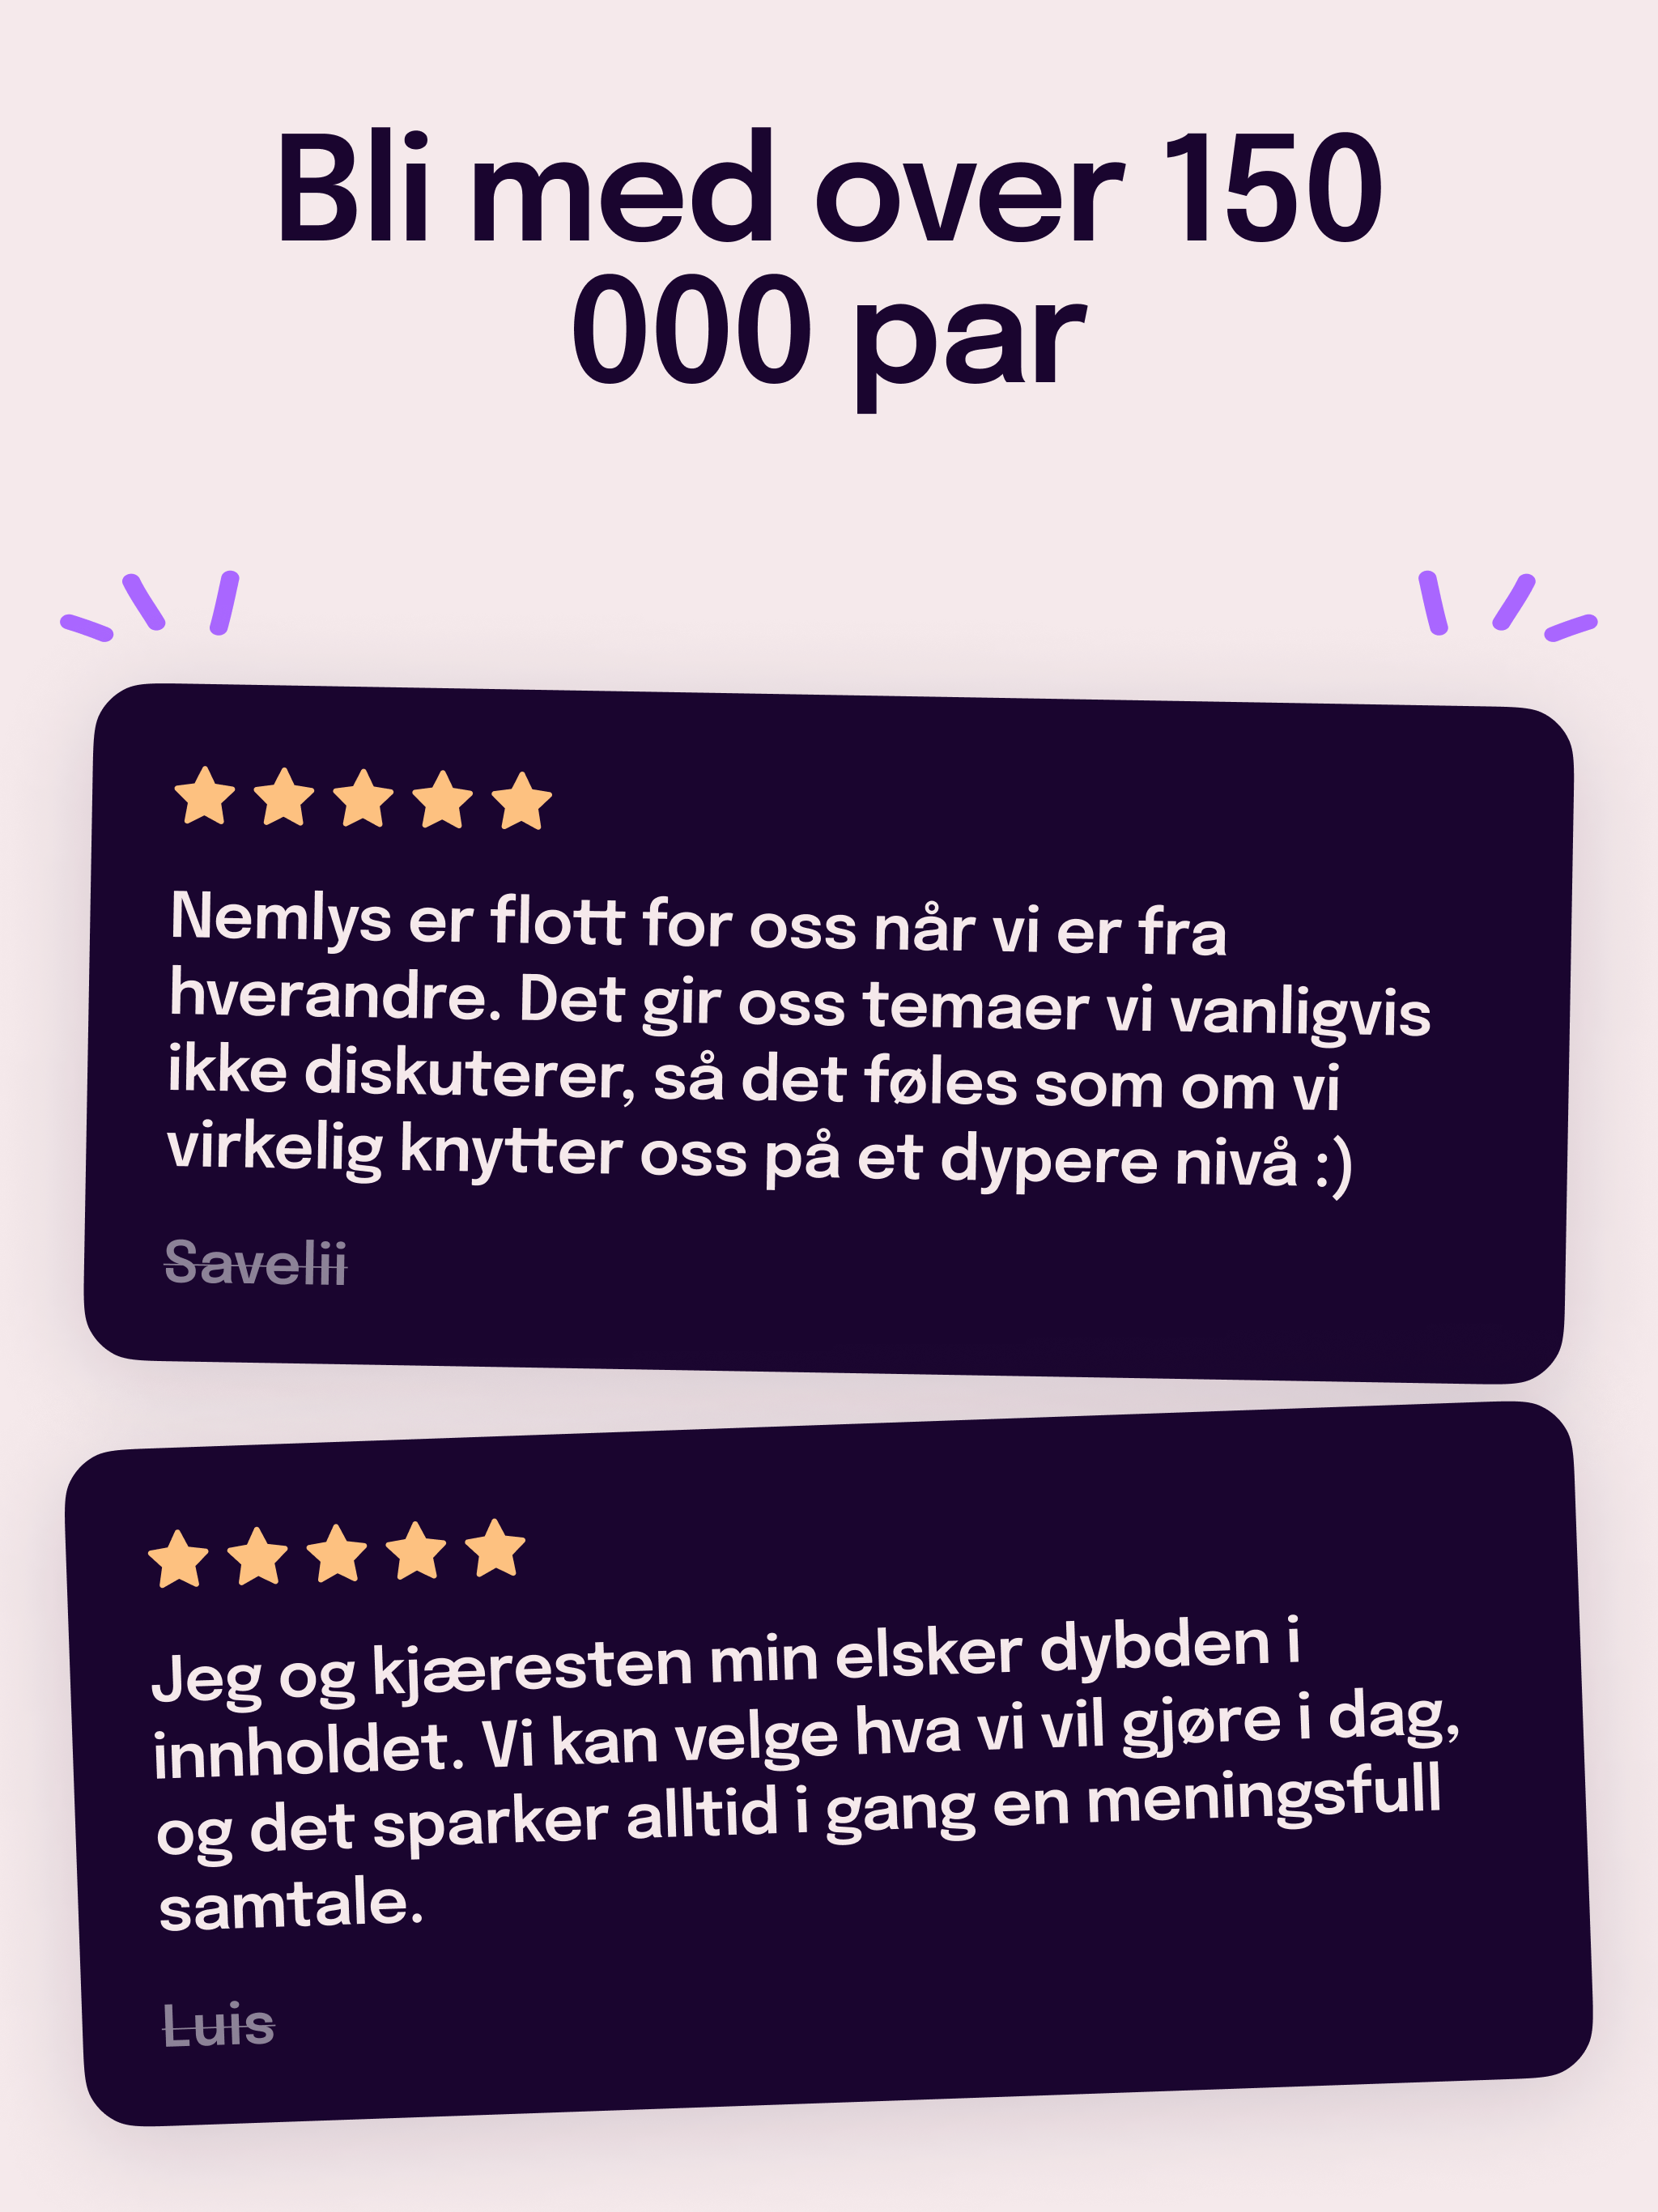 Bli med over 150
000 par
Nemlys er flott for oss når vi er fra
hverandre. Det gir oss temaer vi vanligvis
ikke diskuterer, så det føles som om vi
virkelig knytter oss på et dypere nivå :)
Savelii
Jeg og kjæresten min elsker dybden i
innholdet. Vi kan velge hva vi vil gjøre i dag,
og det sparker alltid i gang en meningsfull
samtale.
Luis